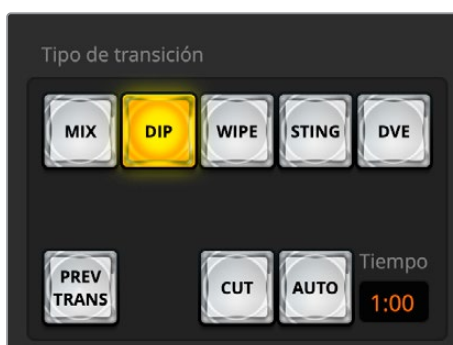 Tipo de transición
MIX DIP WIPE STING DVE
Tiempo
PREV
TRANS CUT AUTO 1:00